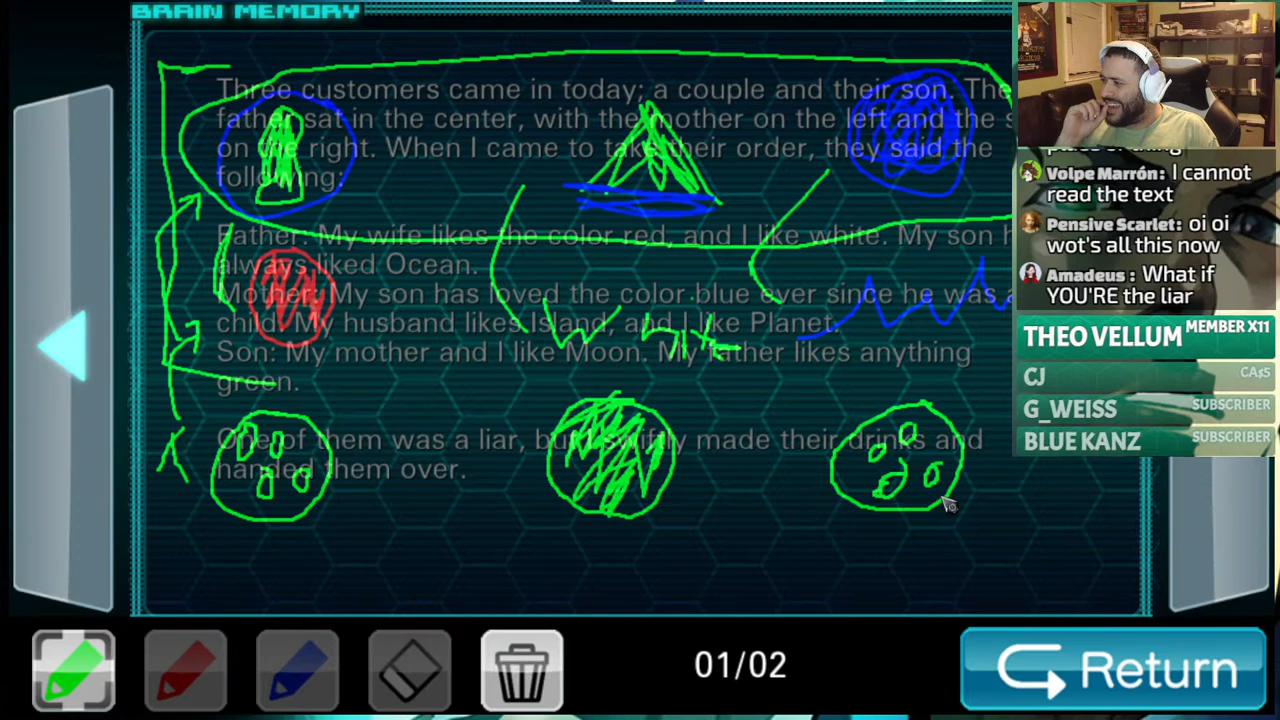 BRAIN MEMORY
Three customers came in today; a couple and their son. The
father sat in the center, with the mother on the left and the s
on the right. When I came to take their order, they said the
following:
Father: My wife likes the color red, and I like white. My son h
always liked Ocean.
Mother: My son has loved the color blue ever since he was a
child. My husband likes Island, and I like Planet.
Son: My mother and I like Moon. My father likes anything
green.
One of them was a liar, but I swiftly made their drinks and
handed them over.
Volpe Marrón: I cannot
read the text
Pensive Scarlet: oi oi
wot's all this now
Amadeus : What if
YOU'RE the liar
THEO VELLUM MEMBER X11
CJ CA$5
G_WEISS SUBSCRIBER
BLUE KANZ SUBSCRIBER
01/02
Return